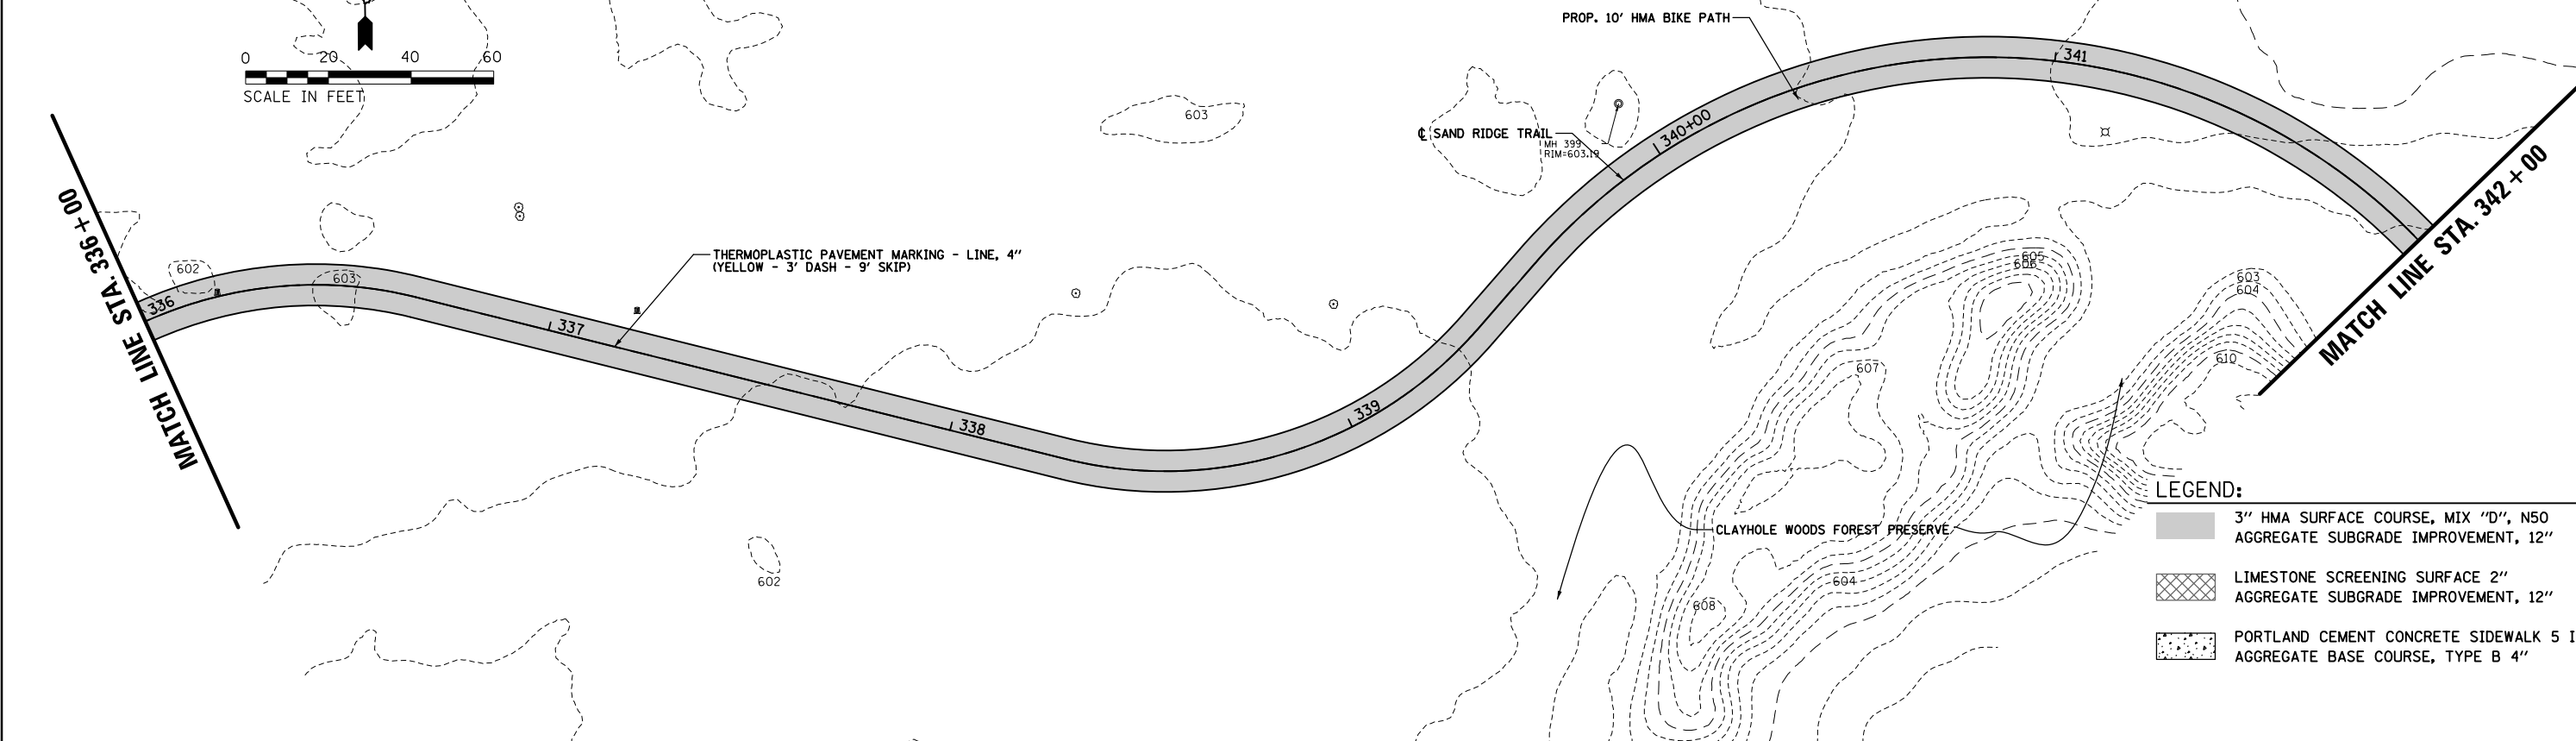 0 20 40 60
SCALE IN FEET
PROP. 10' HMA BIKE PATH
341
603
℄ SAND RIDGE TRAIL
MH 399
RIM=603.19
340+00
MATCH LINE STA. 336+00
602
336
603
THERMOPLASTIC PAVEMENT MARKING - LINE, 4"
(YELLOW - 3' DASH - 9' SKIP)
337
338
339
605
606
603
604
607
610
MATCH LINE STA. 342+00
CLAYHOLE WOODS FOREST PRESERVE
602
604
608
LEGEND:
3" HMA SURFACE COURSE, MIX "D", N50
AGGREGATE SUBGRADE IMPROVEMENT, 12"
LIMESTONE SCREENING SURFACE 2"
AGGREGATE SUBGRADE IMPROVEMENT, 12"
PORTLAND CEMENT CONCRETE SIDEWALK 5 I
AGGREGATE BASE COURSE, TYPE B 4"